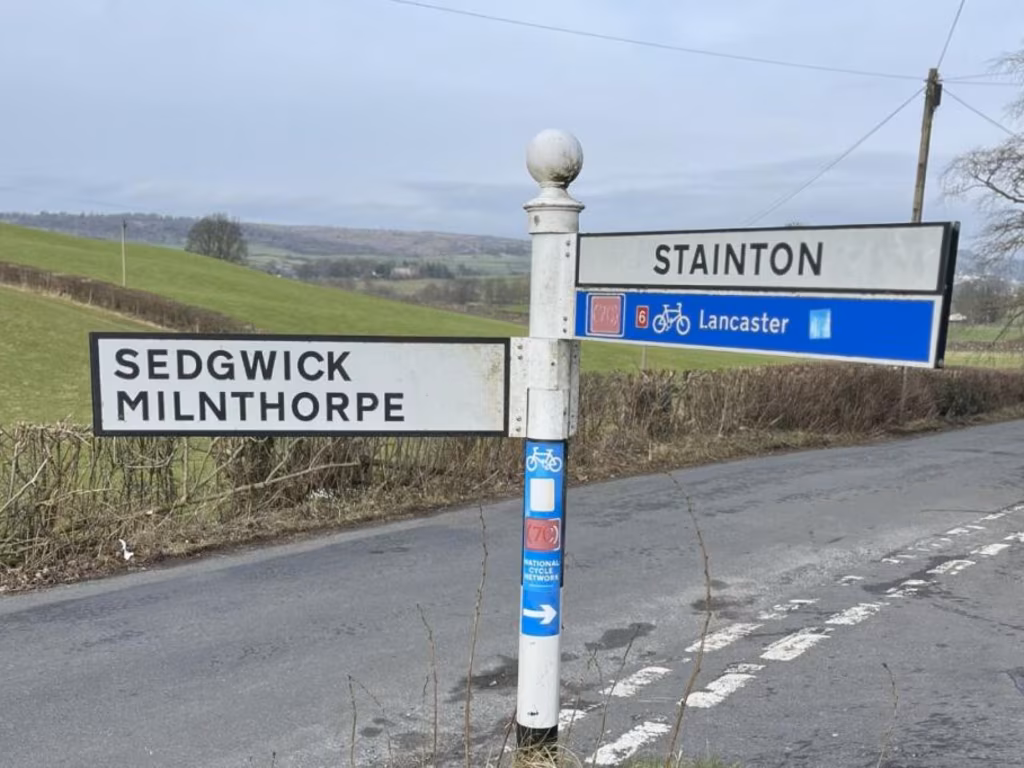 STAINTON
6 Lancaster
SEDGWICK
MILNTHORPE
NATIONAL
CYCLE
NETWORK